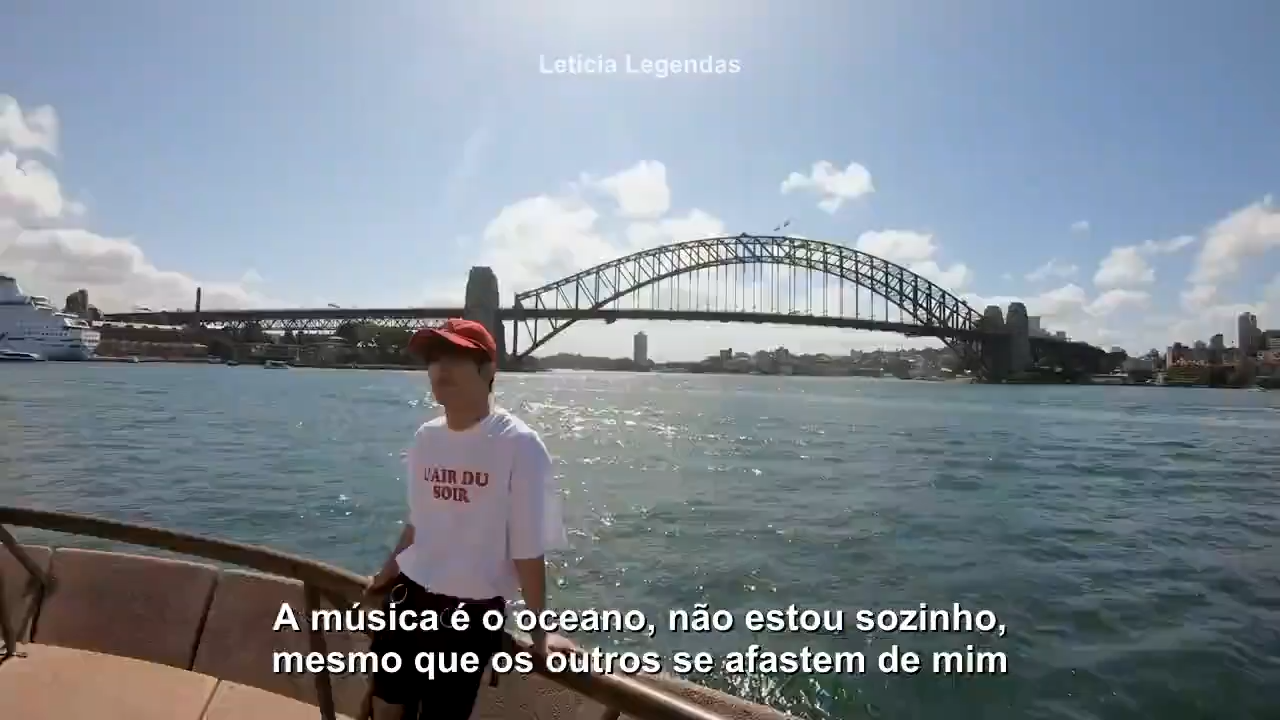 Letícia Legendas
L'AIR DU
SOIR
A música é o oceano, não estou sozinho,
mesmo que os outros se afastem de mim